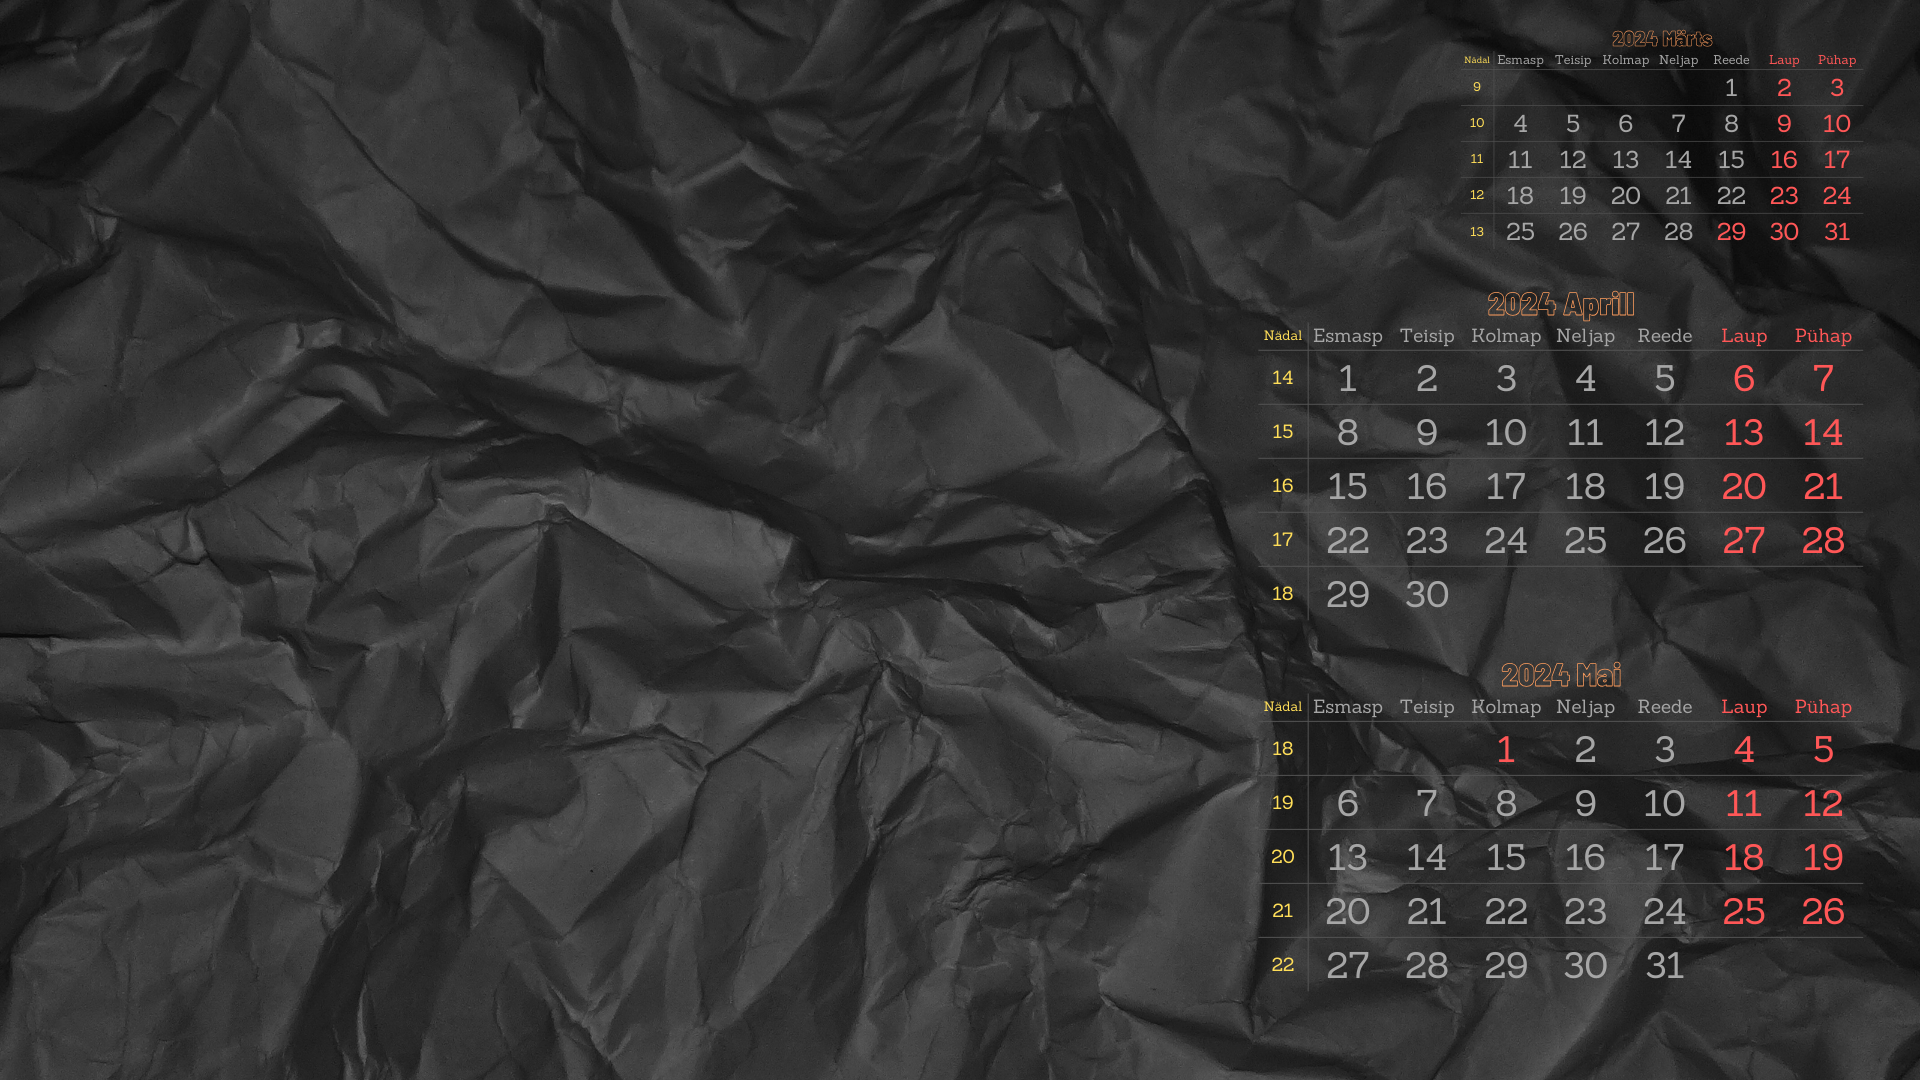 2024 Märts
Nädal Esmasp Teisip Kolmap Neljap Reede Laup Pühap
9 1 2 3
10 4 5 6 7 8 9 10
11 11 12 13 14 15 16 17
12 18 19 20 21 22 23 24
13 25 26 27 28 29 30 31
2024 Aprill
Nädal Esmasp Teisip Kolmap Neljap Reede Laup Pühap
14 1 2 3 4 5 6 7
15 8 9 10 11 12 13 14
16 15 16 17 18 19 20 21
17 22 23 24 25 26 27 28
18 29 30
2024 Mai
Nädal Esmasp Teisip Kolmap Neljap Reede Laup Pühap
18 1 2 3 4 5
19 6 7 8 9 10 11 12
20 13 14 15 16 17 18 19
21 20 21 22 23 24 25 26
22 27 28 29 30 31